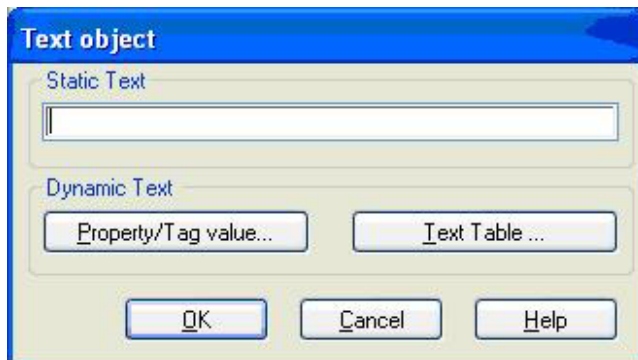 Text object
Static Text
Dynamic Text
Property/Tag value... Text Table ...
OK Cancel Help